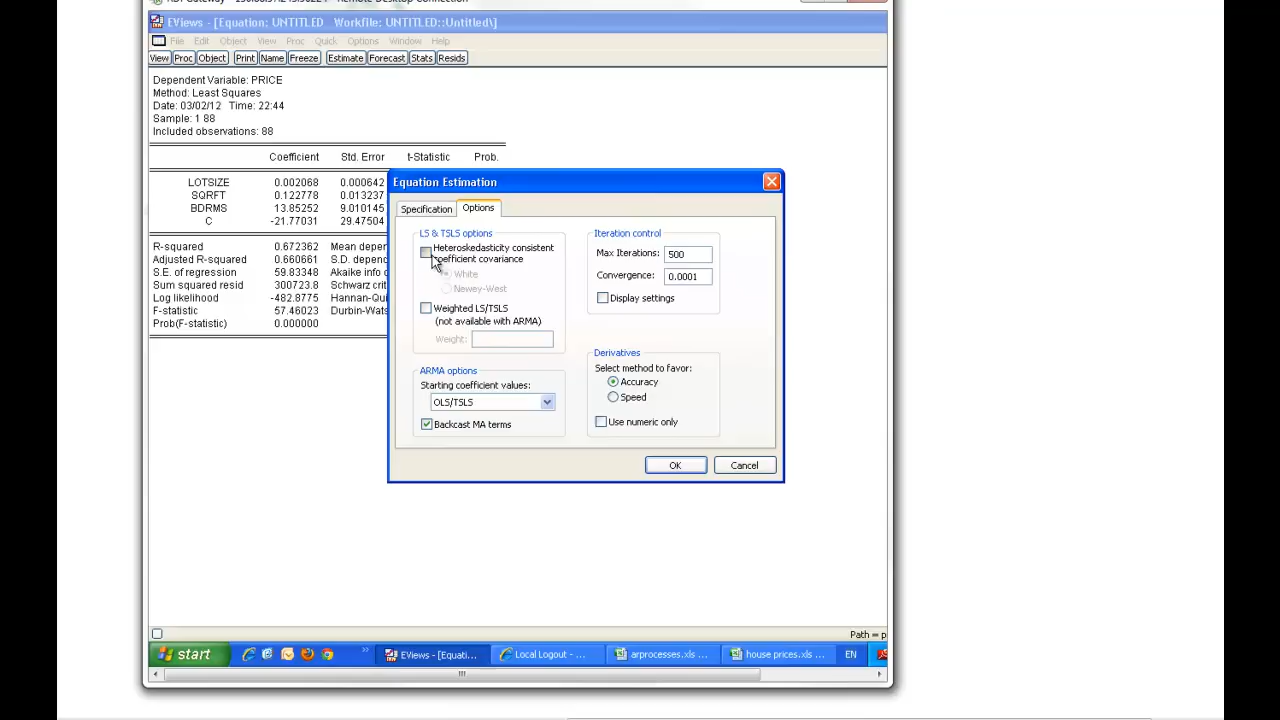 EViews - [Equation: UNTITLED   Workfile: UNTITLED::Untitled\]
File Edit Object View Proc Quick Options Window Help
View Proc Object Print Name Freeze Estimate Forecast Stats Resids
Dependent Variable: PRICE
Method: Least Squares
Date: 03/02/12 Time: 22:44
Sample: 1 88
Included observations: 88
Coefficient Std. Error t-Statistic Prob.
LOTSIZE 0.002068 0.000642
SQRFT 0.122778 0.013237
BDRMS 13.85252 9.010145
C -21.77031 29.47504
R-squared 0.672362 Mean depen
Adjusted R-squared 0.660661 S.D. depend
S.E. of regression 59.83348 Akaike info c
Sum squared resid 300723.8 Schwarz crit
Log likelihood -482.8775 Hannan-Qui
F-statistic 57.46023 Durbin-Wats
Prob(F-statistic) 0.000000
Equation Estimation
Specification Options
LS & TSLS options
Heteroskedasticity consistent
coefficient covariance
White
Newey-West
Weighted LS/TSLS
(not available with ARMA)
Weight:
ARMA options
Starting coefficient values:
OLS/TSLS
Backcast MA terms
Iteration control
Max Iterations: 500
Convergence: 0.0001
Display settings
Derivatives
Select method to favor:
Accuracy
Speed
Use numeric only
OK Cancel
Path = p
start EViews - [Equati... Local Logout - ... arprocesses.xls ... house prices.xls ... EN